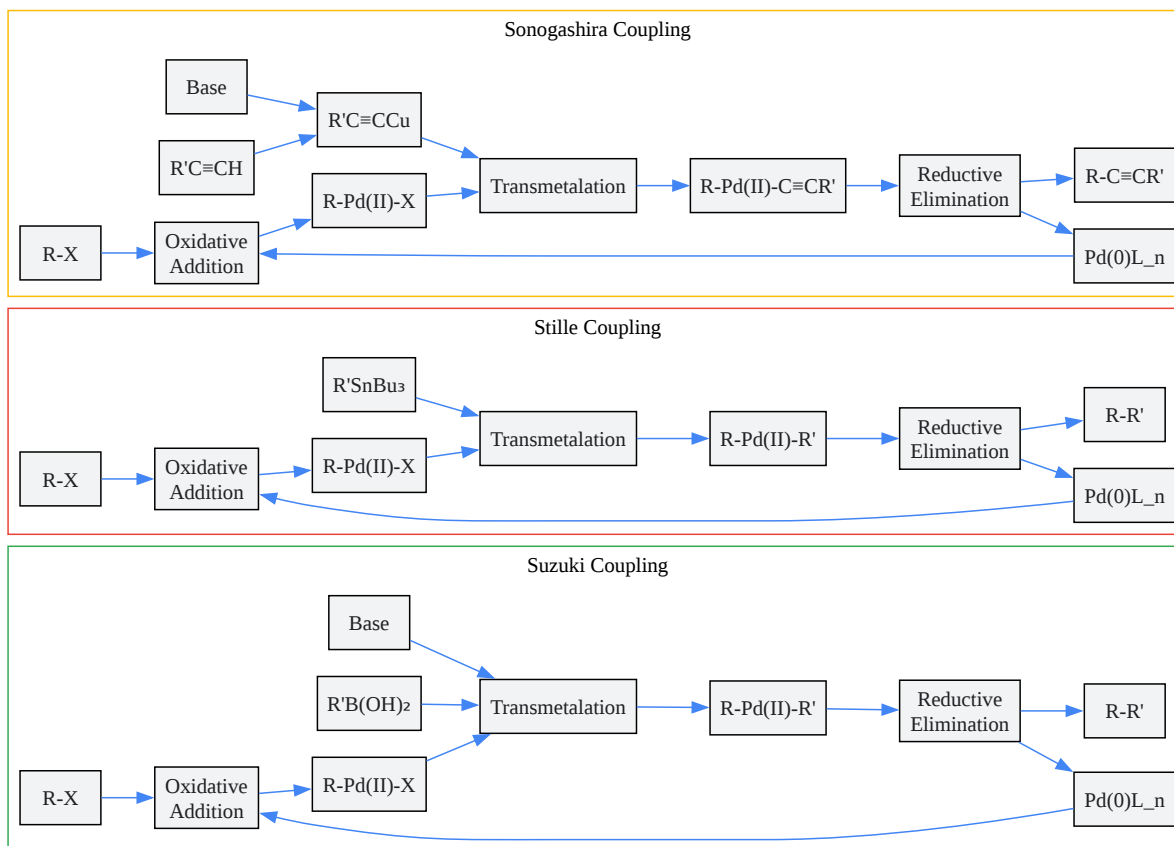 Sonogashira Coupling
Base
R'C≡CCu
R'C≡CH
Transmetalation
R-Pd(II)-C≡CR'
Reductive
Elimination
R-C≡CR'
R-Pd(II)-X
R-X
Oxidative
Addition
Pd(0)L_n
Stille Coupling
R'SnBu₃
Transmetalation
R-Pd(II)-R'
Reductive
Elimination
R-R'
R-X
Oxidative
Addition
R-Pd(II)-X
Pd(0)L_n
Suzuki Coupling
Base
R'B(OH)₂
Transmetalation
R-Pd(II)-R'
Reductive
Elimination
R-R'
R-X
Oxidative
Addition
R-Pd(II)-X
Pd(0)L_n